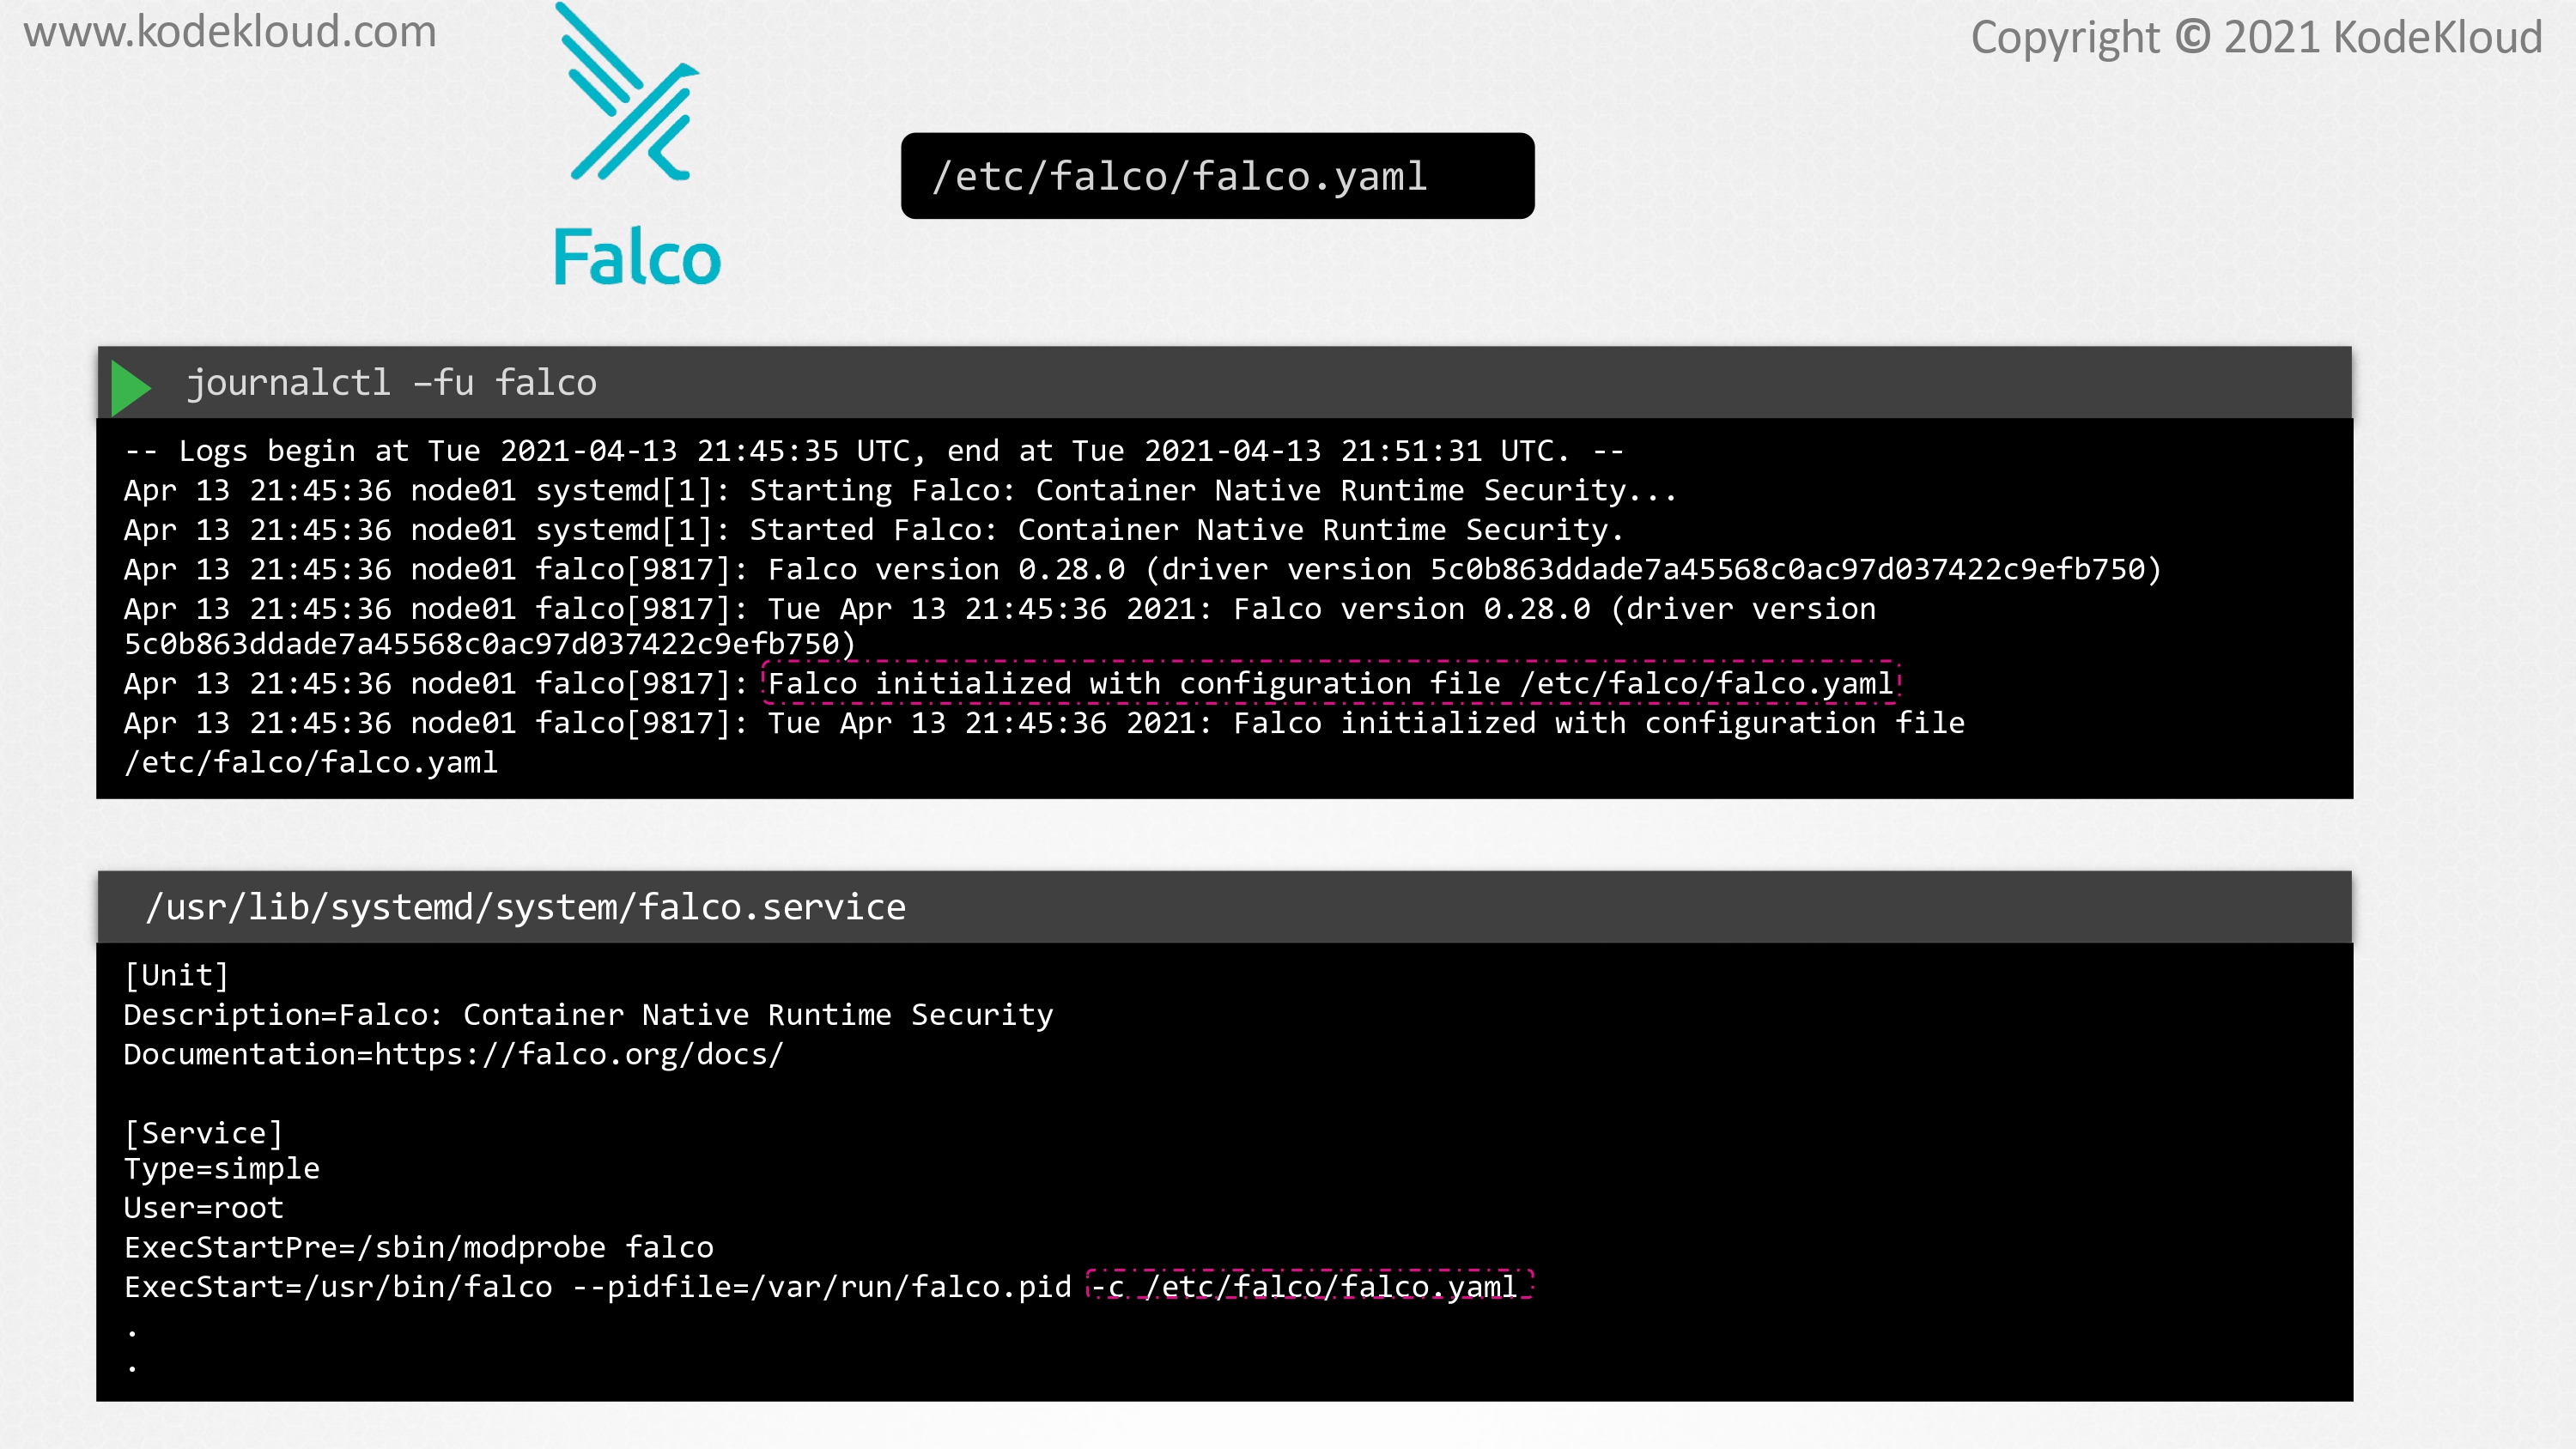 www.kodekloud.com
Copyright © 2021 KodeKloud
Falco
/etc/falco/falco.yaml
journalctl –fu falco
-- Logs begin at Tue 2021-04-13 21:45:35 UTC, end at Tue 2021-04-13 21:51:31 UTC. --
Apr 13 21:45:36 node01 systemd[1]: Starting Falco: Container Native Runtime Security...
Apr 13 21:45:36 node01 systemd[1]: Started Falco: Container Native Runtime Security.
Apr 13 21:45:36 node01 falco[9817]: Falco version 0.28.0 (driver version 5c0b863ddade7a45568c0ac97d037422c9efb750)
Apr 13 21:45:36 node01 falco[9817]: Tue Apr 13 21:45:36 2021: Falco version 0.28.0 (driver version
5c0b863ddade7a45568c0ac97d037422c9efb750)
Apr 13 21:45:36 node01 falco[9817]: Falco initialized with configuration file /etc/falco/falco.yaml
Apr 13 21:45:36 node01 falco[9817]: Tue Apr 13 21:45:36 2021: Falco initialized with configuration file
/etc/falco/falco.yaml
/usr/lib/systemd/system/falco.service
[Unit]
Description=Falco: Container Native Runtime Security
Documentation=https://falco.org/docs/
[Service]
Type=simple
User=root
ExecStartPre=/sbin/modprobe falco
ExecStart=/usr/bin/falco --pidfile=/var/run/falco.pid -c /etc/falco/falco.yaml
.
.